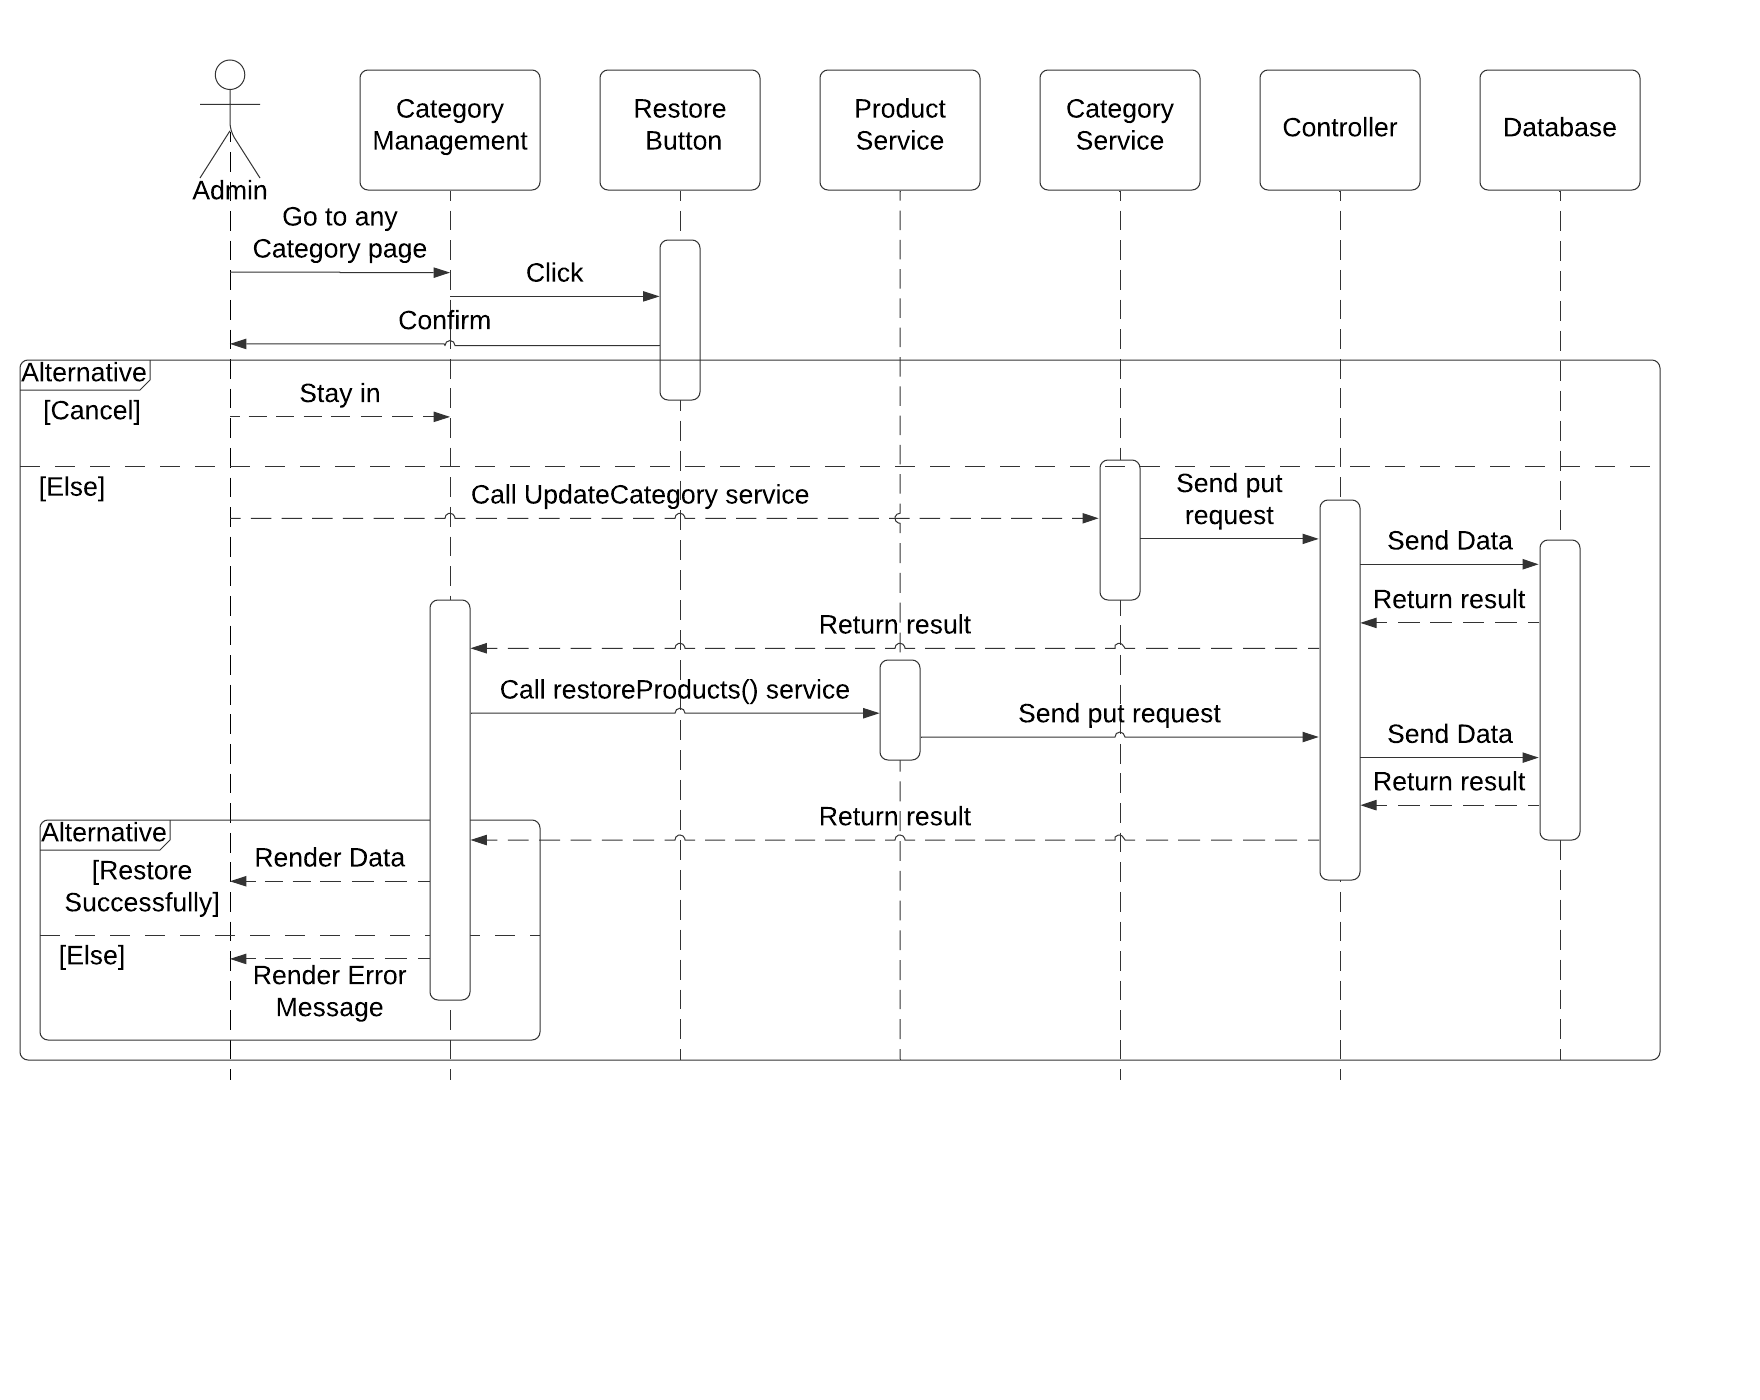 Category
Management
Restore
Button
Product
Service
Category
Service
Controller
Database
Admin
Go to any
Category page
Click
Confirm
Alternative
[Cancel]
Stay in
[Else]
Call UpdateCategory service
Send put
request
Send Data
Return result
Return result
Call restoreProducts() service
Send put request
Send Data
Return result
Return result
Alternative
[Restore
Successfully]
Render Data
[Else]
Render Error
Message